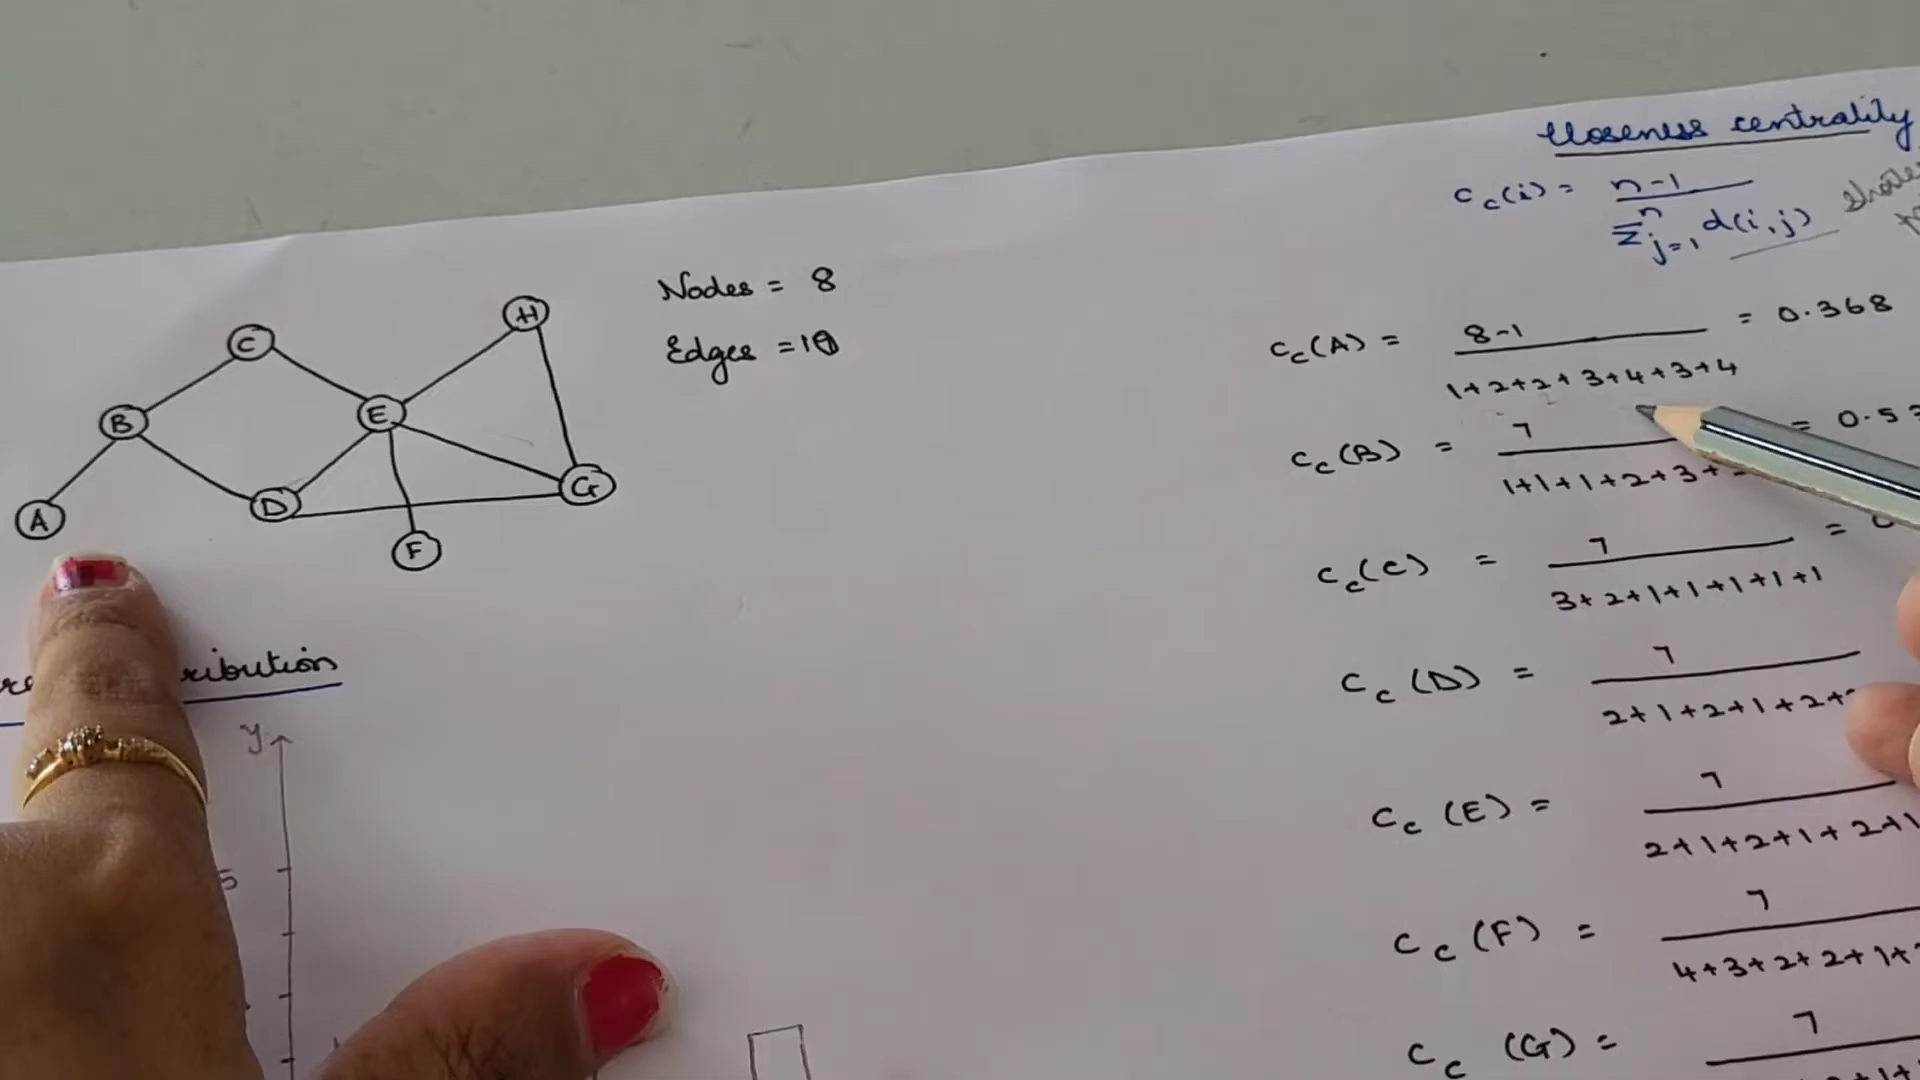 Closeness centrality
Cc(i) = n-1 / Σⁿj=1 d(i,j)
Nodes = 8
Edges = 10
H
C
E
B
G
D
A
F
Cc(A) = 8-1 / 1+2+2+3+4+3+4 = 0.368
Cc(B) = 7 / 1+1+1+2+3+ = 0.5
Cc(C) = 7 / 3+2+1+1+1+1+1 =
Cc(D) = 7 / 2+1+2+1+2+
Cc(E) = 7 / 2+1+2+1+2+1
Cc(F) = 7 / 4+3+2+2+1+
Cc(G) = 7
ribution
y
5